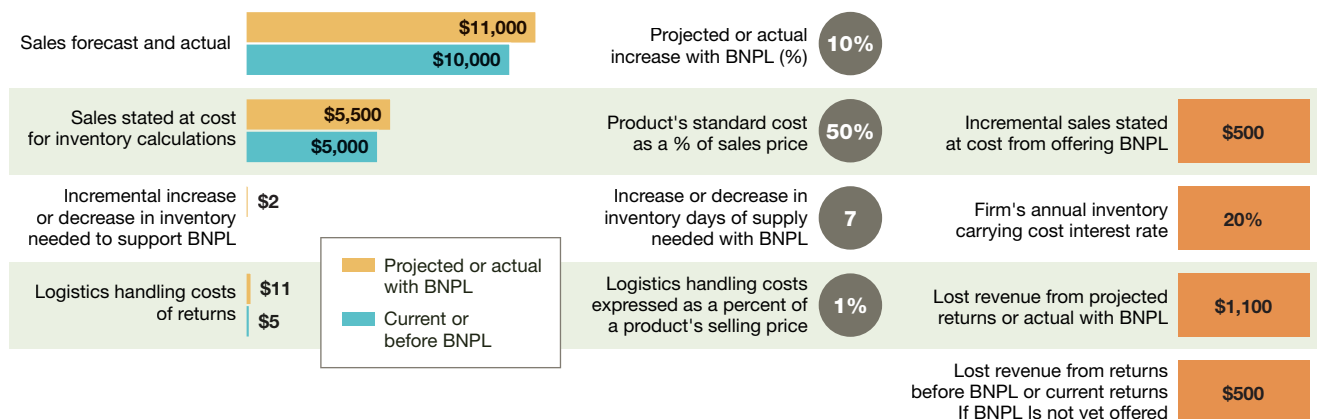 Sales forecast and actual
$11,000
$10,000
Projected or actual
increase with BNPL (%)
10%
Sales stated at cost
for inventory calculations
$5,500
$5,000
Product's standard cost
as a % of sales price
50%
Incremental sales stated
at cost from offering BNPL
$500
Incremental increase
or decrease in inventory
needed to support BNPL
$2
Increase or decrease in
inventory days of supply
needed with BNPL
7
Firm's annual inventory
carrying cost interest rate
20%
Projected or actual
with BNPL
Current or
before BNPL
Logistics handling costs
of returns
$11
$5
Logistics handling costs
expressed as a percent of
a product's selling price
1%
Lost revenue from projected
returns or actual with BNPL
$1,100
Lost revenue from returns
before BNPL or current returns
If BNPL Is not yet offered
$500